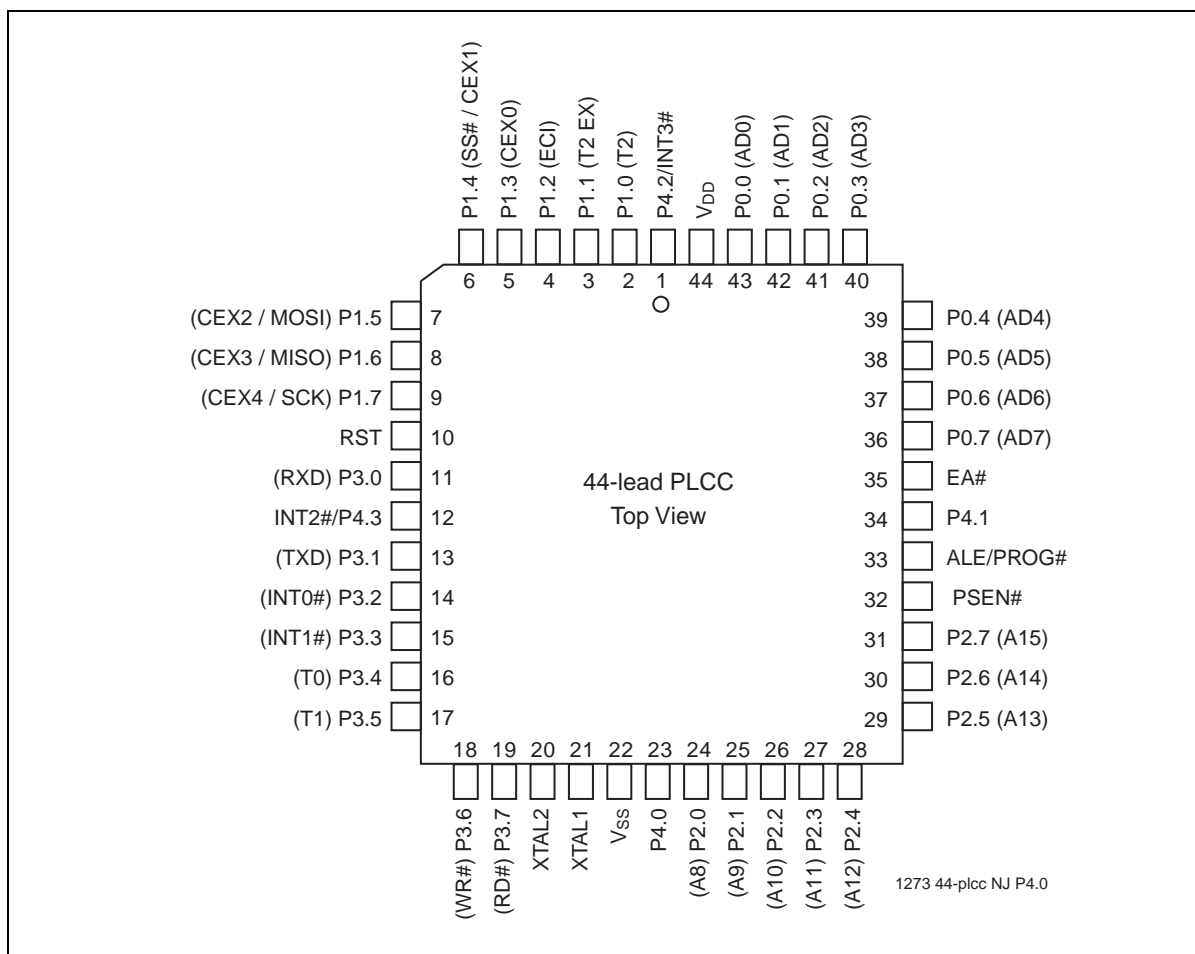 P1.4 (SS# / CEX1)
P1.3 (CEX0)
P1.2 (ECI)
P1.1 (T2 EX)
P1.0 (T2)
P4.2/INT3#
VDD
P0.0 (AD0)
P0.1 (AD1)
P0.2 (AD2)
P0.3 (AD3)
6 5 4 3 2 1 44 43 42 41 40
(CEX2 / MOSI) P1.5 7
(CEX3 / MISO) P1.6 8
(CEX4 / SCK) P1.7 9
RST 10
(RXD) P3.0 11
INT2#/P4.3 12
(TXD) P3.1 13
(INT0#) P3.2 14
(INT1#) P3.3 15
(T0) P3.4 16
(T1) P3.5 17
44-lead PLCC
Top View
39 P0.4 (AD4)
38 P0.5 (AD5)
37 P0.6 (AD6)
36 P0.7 (AD7)
35 EA#
34 P4.1
33 ALE/PROG#
32 PSEN#
31 P2.7 (A15)
30 P2.6 (A14)
29 P2.5 (A13)
18 19 20 21 22 23 24 25 26 27 28
(WR#) P3.6
(RD#) P3.7
XTAL2
XTAL1
VSS
P4.0
(A8) P2.0
(A9) P2.1
(A10) P2.2
(A11) P2.3
(A12) P2.4
1273 44-plcc NJ P4.0